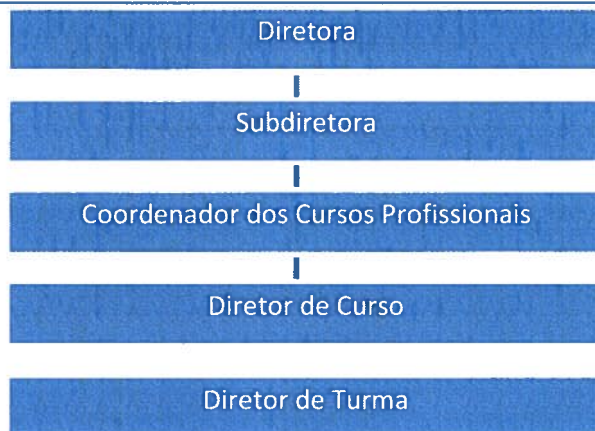 Diretora
Subdiretora
Coordenador dos Cursos Profissionais
Diretor de Curso
Diretor de Turma